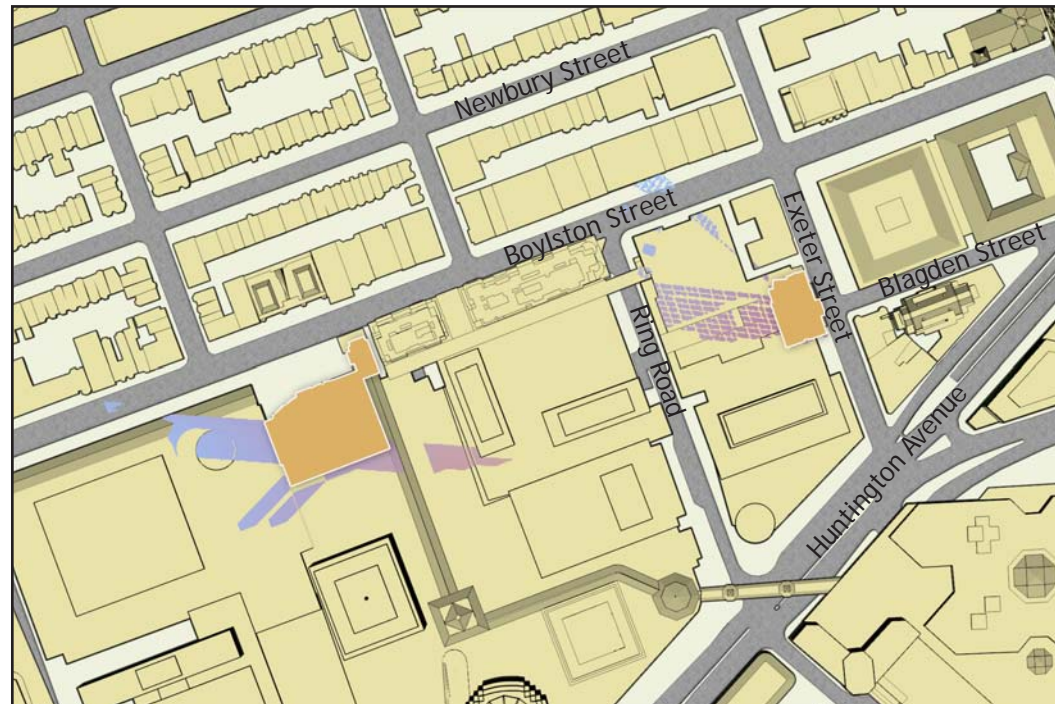 Newbury Street
Boylston Street
Exeter Street
Blagden Street
Ring Road
Huntington Avenue